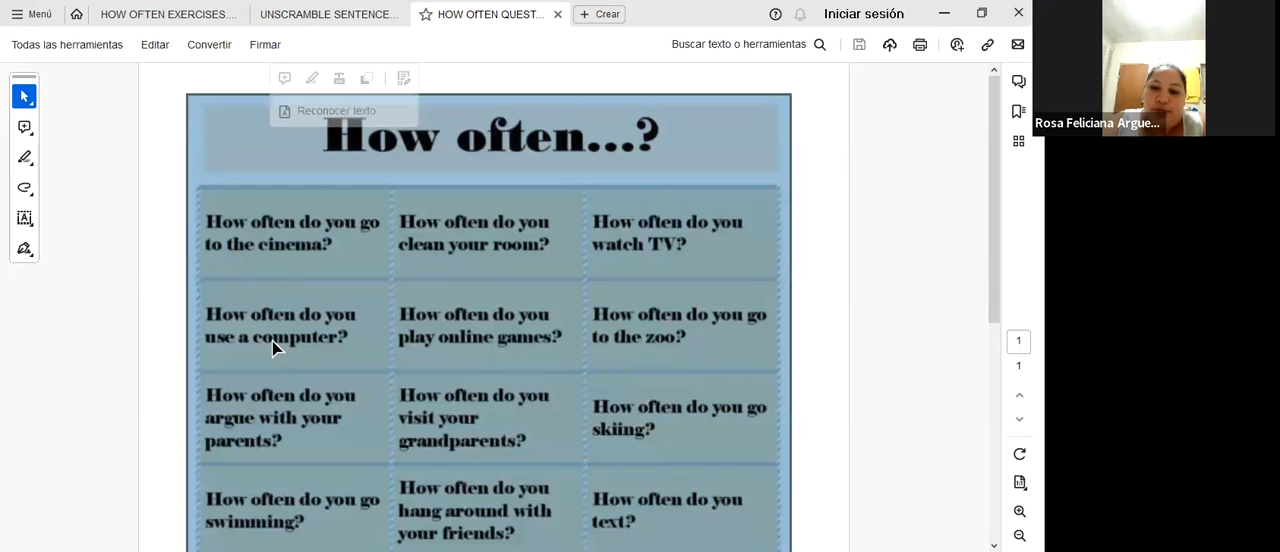 Menú
HOW OFTEN EXERCISES....
UNSCRAMBLE SENTENCE...
HOW OfTEN QUEST...
Crear
Iniciar sesión
Todas las herramientas
Editar
Convertir
Firmar
Buscar texto o herramientas
Reconocer texto
How often...?
How often do you go
to the cinema?
How often do you
clean your room?
How often do you
watch TV?
How often do you
use a computer?
How often do you
play online games?
How often do you go
to the zoo?
How often do you
argue with your
parents?
How often do you
visit your
grandparents?
How often do you go
skiing?
How often do you go
swimming?
How often do you
hang around with
your friends?
How often do you
text?
1
1
Rosa Feliciana Argue...